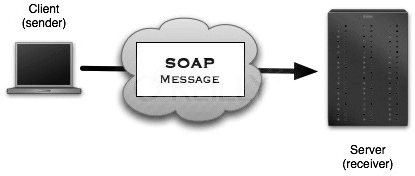 Client
(sender)
SOAP
MESSAGE
Server
(receiver)